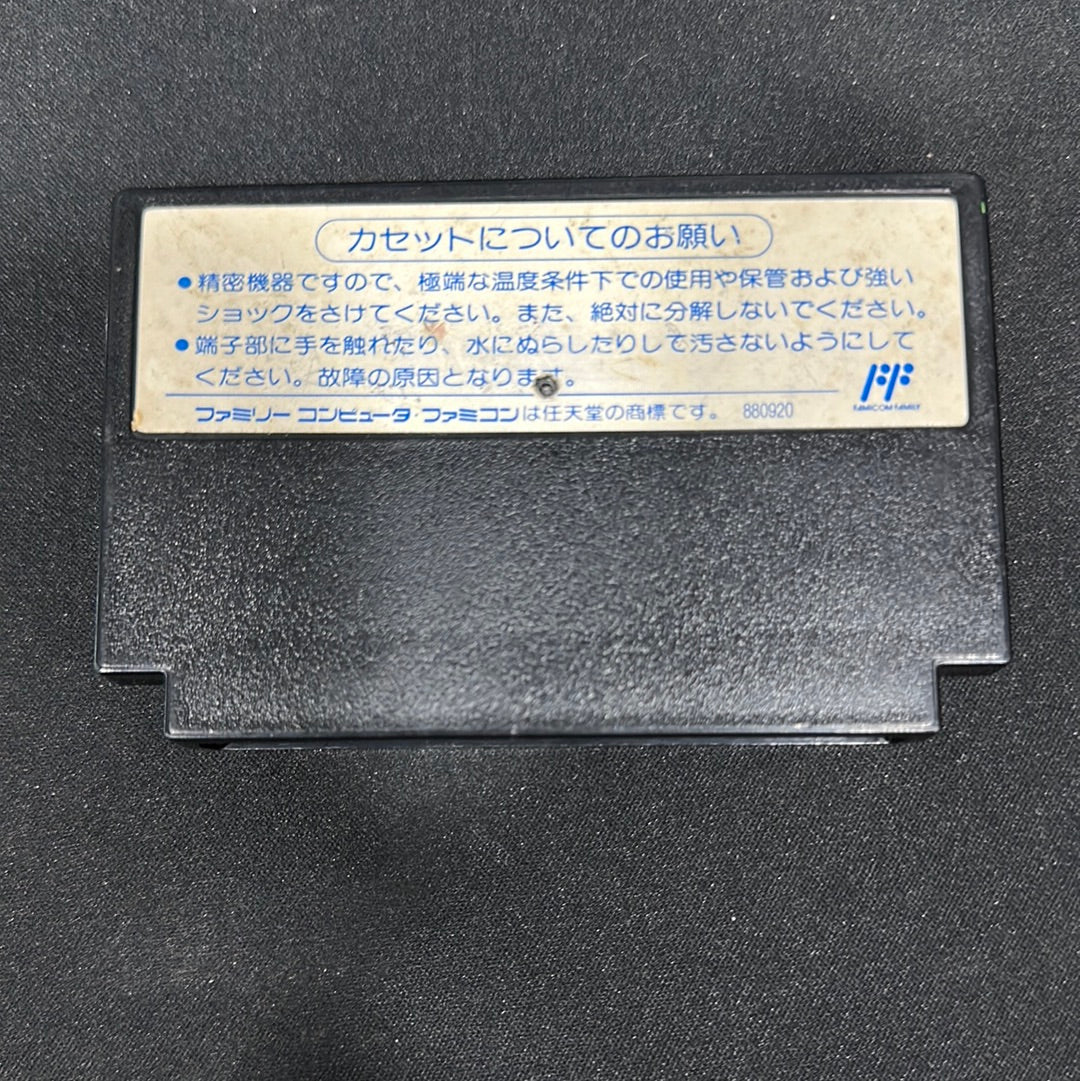 カセットについてのお願い
●精密機器ですので、極端な温度条件下での使用や保管および強い
ショックをさけてください。また、絶対に分解しないでください。
●端子部に手を触れたり、水にぬらしたりして汚さないようにして
ください。故障の原因となります。
FAMICOM FAMILY
ファミリー コンピュータ・ファミコンは任天堂の商標です。 880920